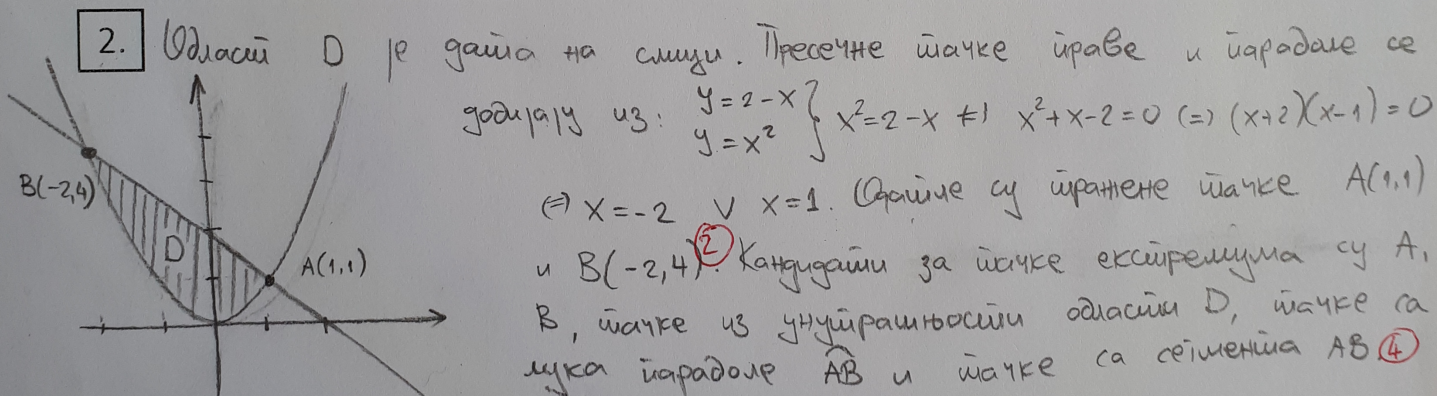 2. Област D је дата на слици. Пресечне тачке праве и параболе се
добијају из: y=2-x
y=x² } x²=2-x ⇔ x²+x-2=0 ⇔ (x+2)(x-1)=0
⇔ x=-2 ∨ x=1. Одатле су тражене тачке A(1,1)
и B(-2,4). ② Кандидати за тачке екстремума су A,
B, тачке из унутрашњости области D, тачке са
лука параболе AB и тачке са сегмента AB. ④
B(-2,4)
D
A(1,1)